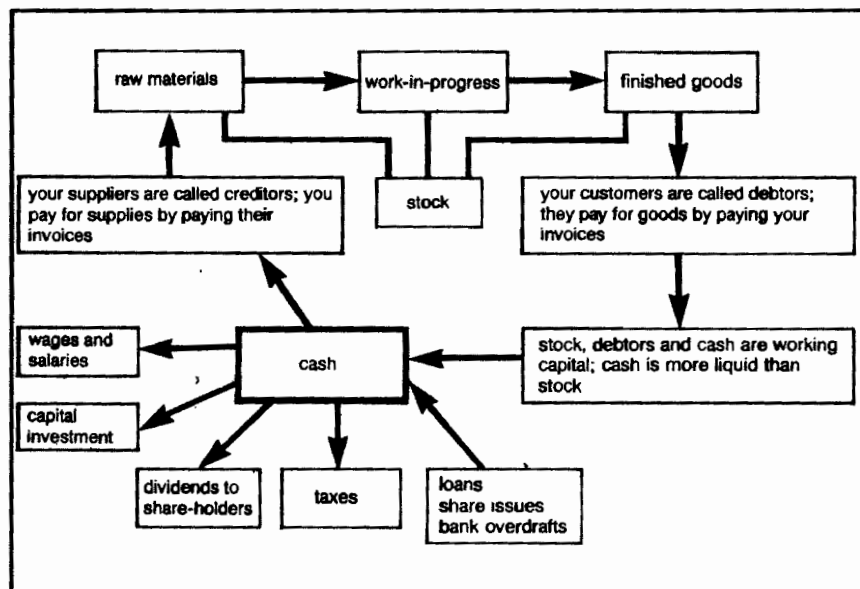 raw materials
work-in-progress
finished goods
your suppliers are called creditors; you
pay for supplies by paying their
invoices
stock
your customers are called debtors;
they pay for goods by paying your
invoices
wages and
salaries
cash
stock, debtors and cash are working
capital; cash is more liquid than
stock
capital
investment
dividends to
share-holders
taxes
loans
share issues
bank overdrafts